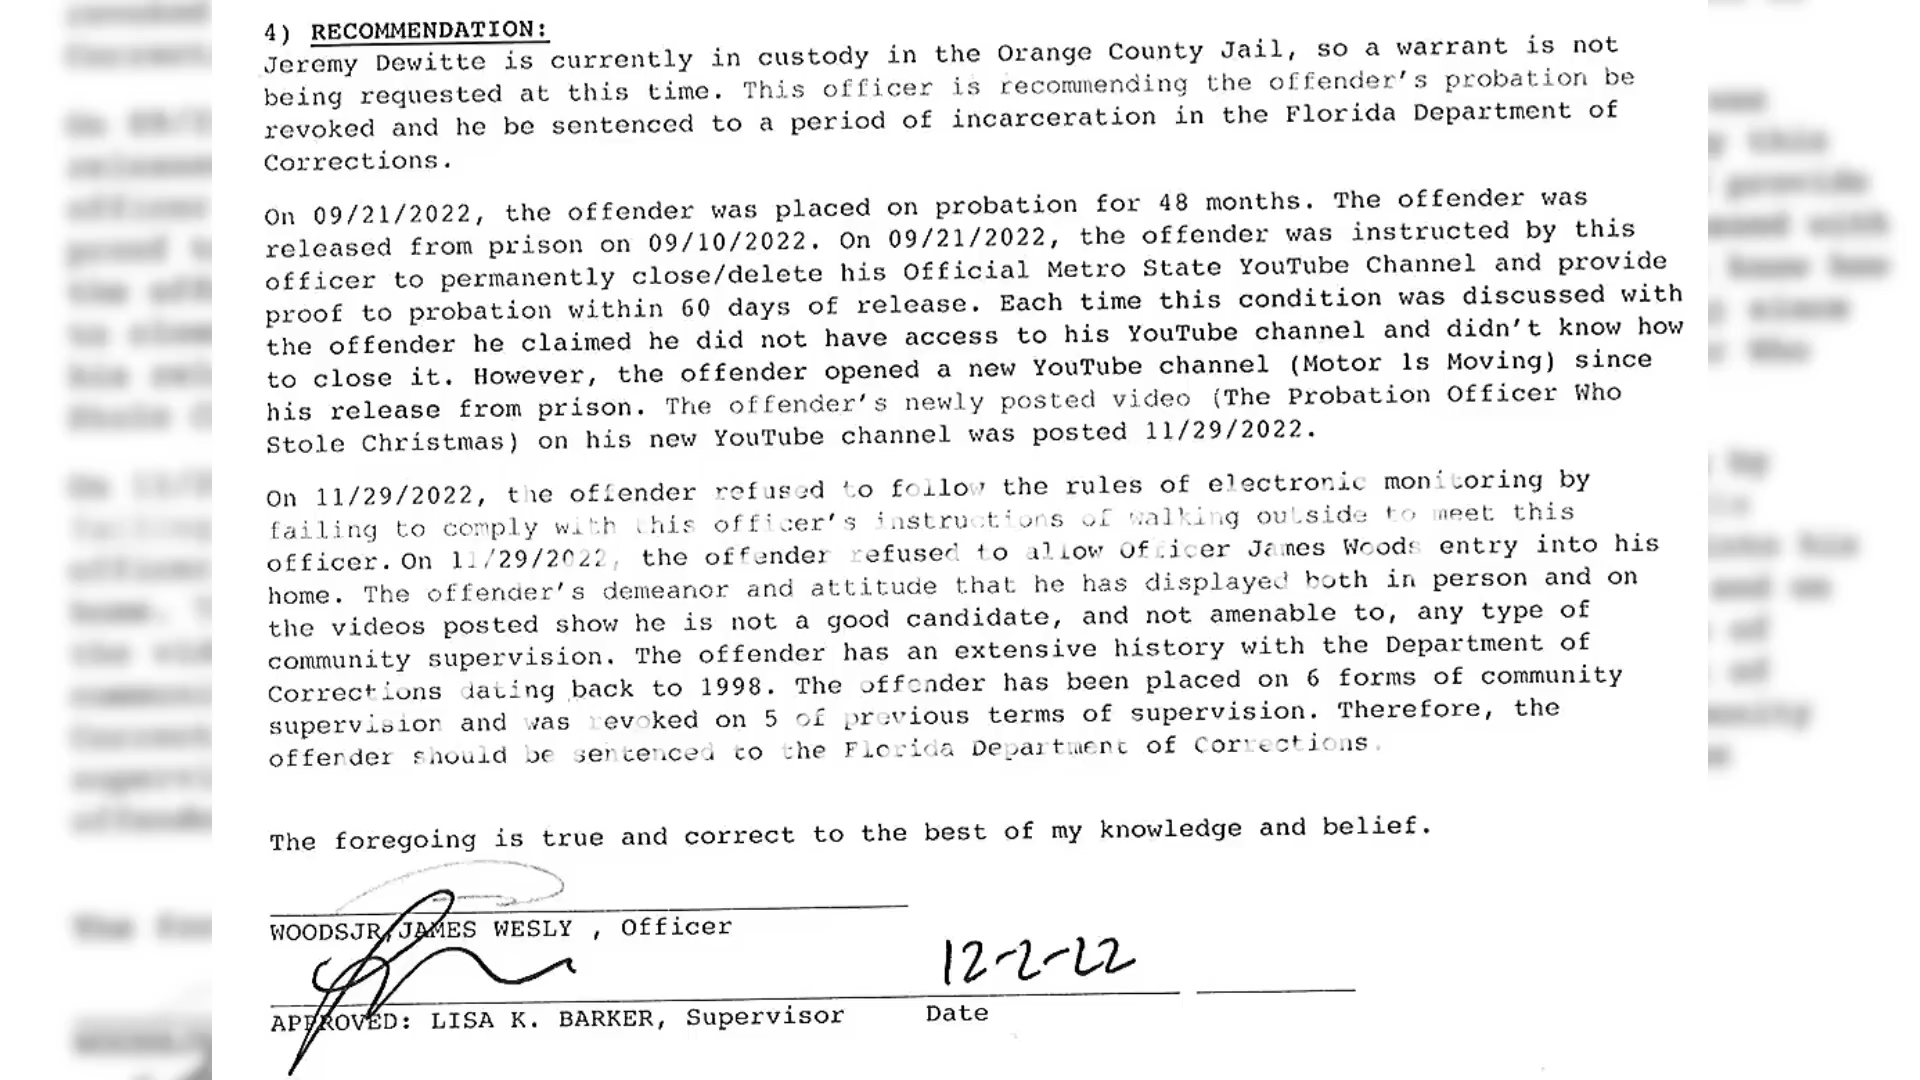 4) RECOMMENDATION:
Jeremy Dewitte is currently in custody in the Orange County Jail, so a warrant is not
being requested at this time. This officer is recommending the offender's probation be
revoked and he be sentenced to a period of incarceration in the Florida Department of
Corrections.
On 09/21/2022, the offender was placed on probation for 48 months. The offender was
released from prison on 09/10/2022. On 09/21/2022, the offender was instructed by this
officer to permanently close/delete his Official Metro State YouTube Channel and provide
proof to probation within 60 days of release. Each time this condition was discussed with
the offender he claimed he did not have access to his YouTube channel and didn't know how
to close it. However, the offender opened a new YouTube channel (Motor 1s Moving) since
his release from prison. The offender's newly posted video (The Probation Officer Who
Stole Christmas) on his new YouTube channel was posted 11/29/2022.
On 11/29/2022, the offender refused to follow the rules of electronic monitoring by
failing to comply with this officer's instructions of walking outside to meet this
officer. On 11/29/2022, the offender refused to allow Officer James Woods entry into his
home. The offender's demeanor and attitude that he has displayed both in person and on
the videos posted show he is not a good candidate, and not amenable to, any type of
community supervision. The offender has an extensive history with the Department of
Corrections dating back to 1998. The offender has been placed on 6 forms of community
supervision and was revoked on 5 of previous terms of supervision. Therefore, the
offender should be sentenced to the Florida Department of Corrections.
The foregoing is true and correct to the best of my knowledge and belief.
WOODSJR,JAMES WESLY , Officer
12-2-22
APPROVED: LISA K. BARKER, Supervisor Date